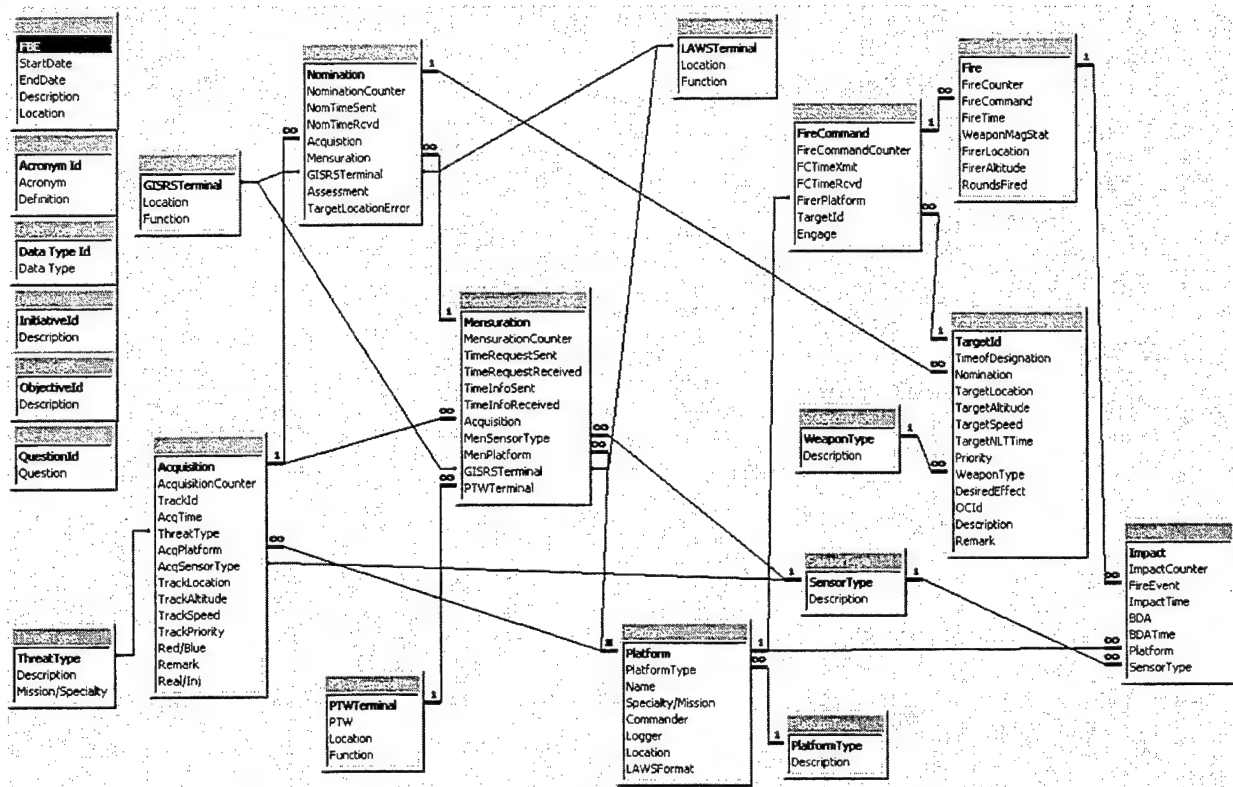 FBE
StartDate
EndDate
Description
Location
Acronym Id
Acronym
Definition
Data Type Id
Data Type
InitiativeId
Description
ObjectiveId
Description
QuestionId
Question
GISRSTerminal
Location
Function
Nomination
NominationCounter
NomTimeSent
NomTimeRcvd
Acquisition
Mensuration
GISRSTerminal
Assessment
TargetLocationError
LAWSTerminal
Location
Function
FireCommand
FireCommandCounter
FCTimeXmt
FCTimeRcvd
FirerPlatform
TargetId
Engage
Fire
FireCounter
FireCommand
FireTime
WeaponMagStat
FirerLocation
FirerAltitude
RoundsFired
Mensuration
MensurationCounter
TimeRequestSent
TimeRequestReceived
TimeInfoSent
TimeInfoReceived
Acquisition
MenSensorType
MenPlatform
GISRSTerminal
PTWTerminal
TargetId
TimeofDesignation
Nomination
TargetLocation
TargetAltitude
TargetSpeed
TargetNLTTime
Priority
WeaponType
DesiredEffect
OCId
Description
Remark
WeaponType
Description
Acquisition
AcquisitionCounter
TrackId
AcqTime
ThreatType
AcqPlatform
AcqSensorType
TrackLocation
TrackAltitude
TrackSpeed
TrackPriority
Red/Blue
Remark
Real/Inj
SensorType
Description
Impact
ImpactCounter
FireEvent
ImpactTime
BDA
BDATime
Platform
SensorType
ThreatType
Description
Mission/Specialty
PTWTerminal
PTW
Location
Function
Platform
PlatformType
Name
Specialty/Mission
Commander
Logger
Location
LAWSFormat
PlatformType
Description